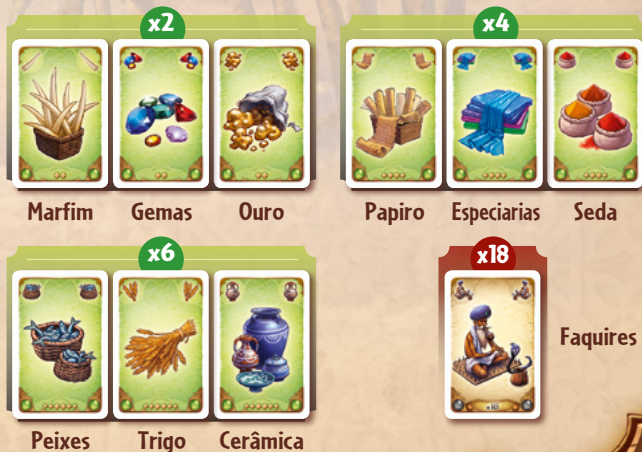 x2
x4
Marfim Gemas Ouro
Papiro Especiarias Seda
x6
x18
Faquires
Peixes Trigo Cerâmica